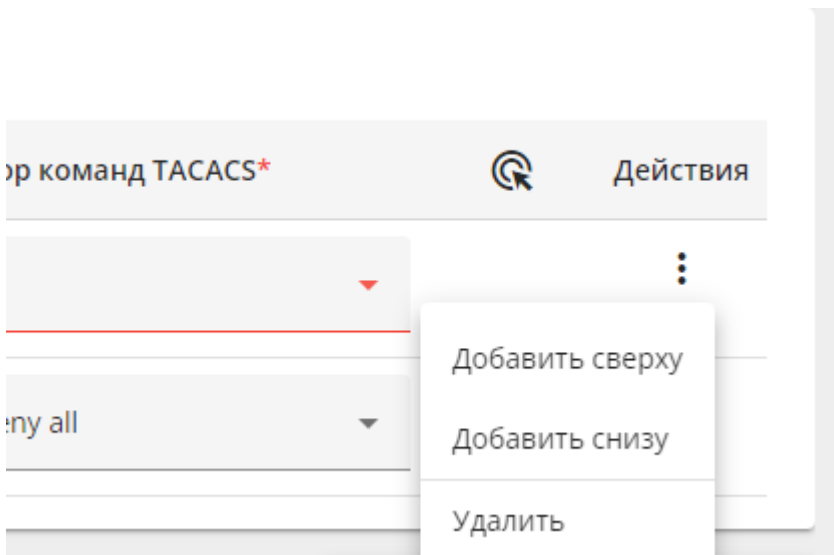 ор команд TACACS* Действия
Добавить сверху
eny all
Добавить снизу
Удалить